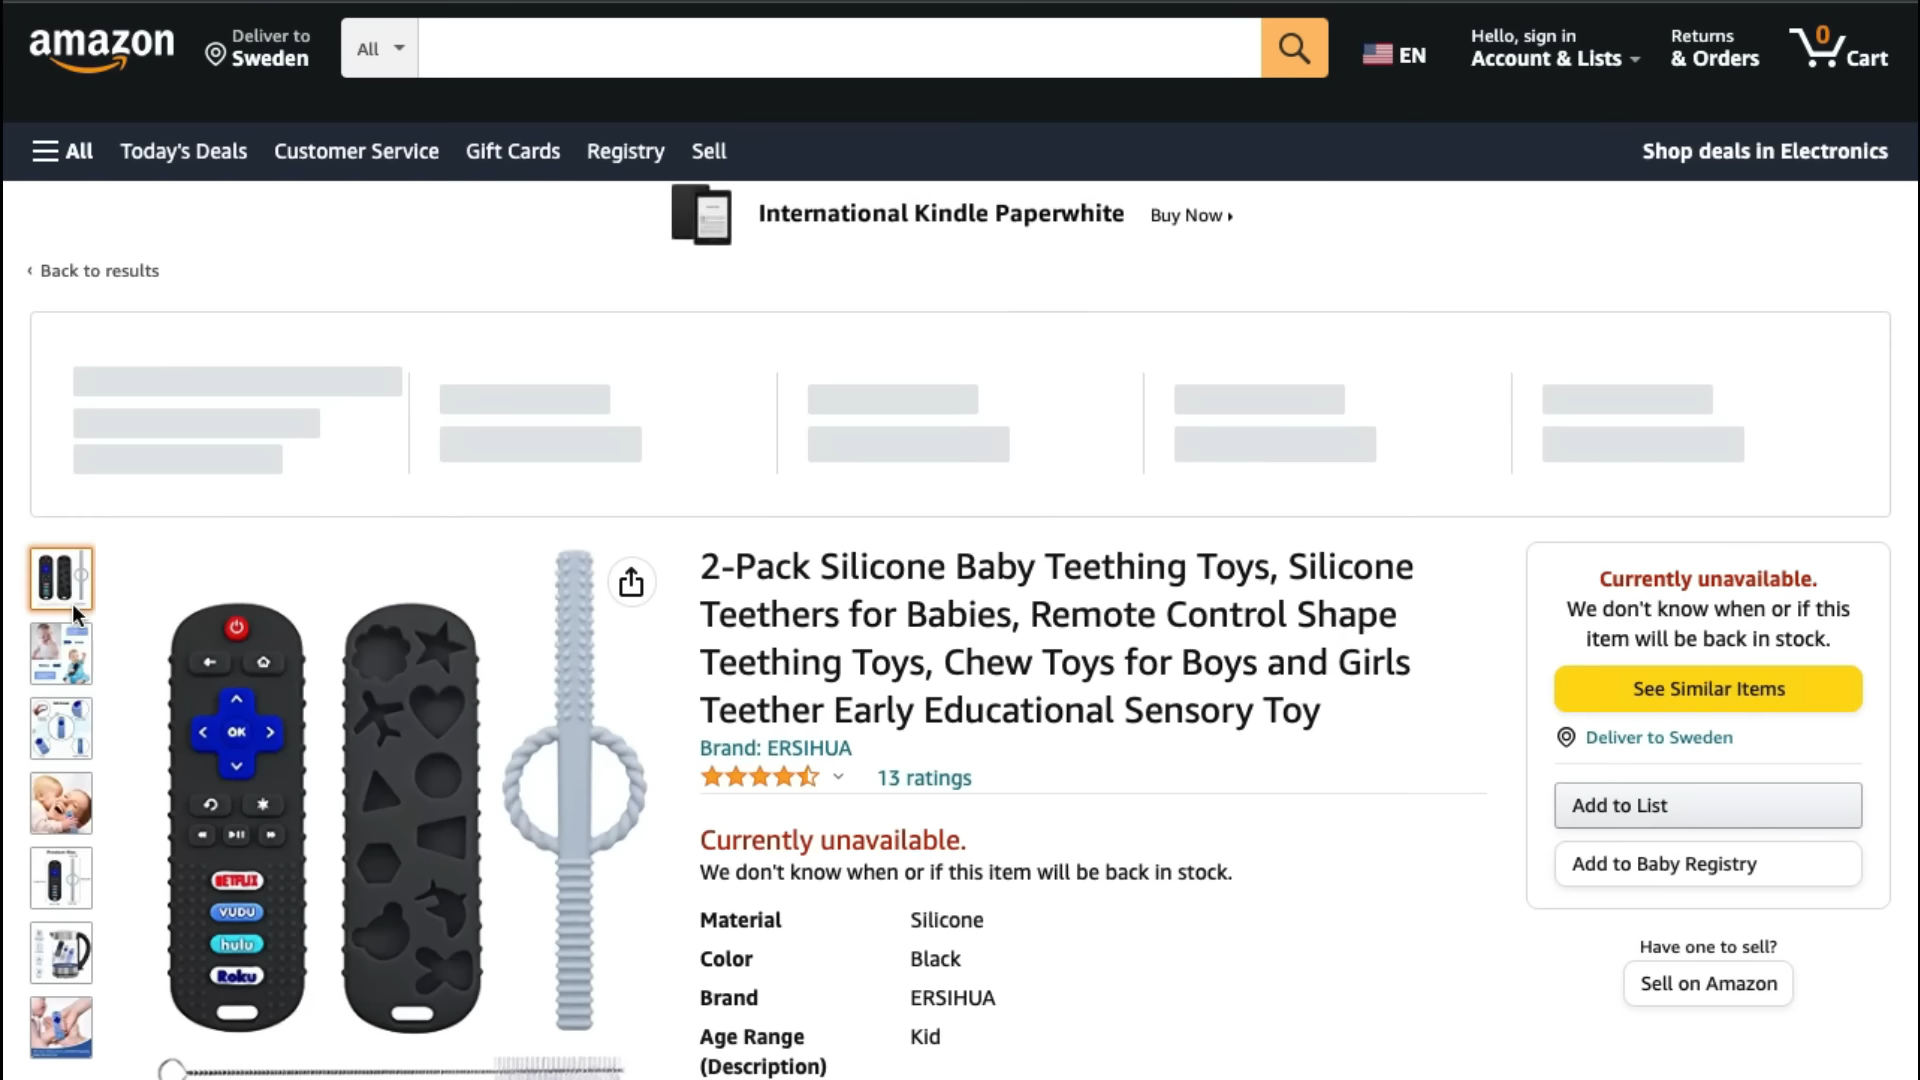 amazon
Deliver to
Sweden
All
EN
Hello, sign in
Account & Lists
Returns
& Orders
0
Cart
All
Today's Deals
Customer Service
Gift Cards
Registry
Sell
Shop deals in Electronics
International Kindle Paperwhite
Buy Now
Back to results
2-Pack Silicone Baby Teething Toys, Silicone
Teethers for Babies, Remote Control Shape
Teething Toys, Chew Toys for Boys and Girls
Teether Early Educational Sensory Toy
Brand: ERSIHUA
13 ratings
Currently unavailable.
We don't know when or if this item will be back in stock.
Material Silicone
Color Black
Brand ERSIHUA
Age Range Kid
(Description)
OK
NETFLIX
VUDU
hulu
Roku
Currently unavailable.
We don't know when or if this
item will be back in stock.
See Similar Items
Deliver to Sweden
Add to List
Add to Baby Registry
Have one to sell?
Sell on Amazon